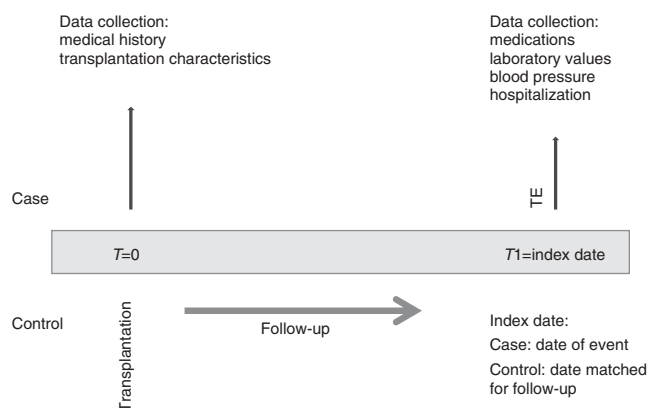 Data collection:
medical history
transplantation characteristics
Data collection:
medications
laboratory values
blood pressure
hospitalization
Case
TE
T=0
T1=index date
Control
Transplantation
Follow-up
Index date:
Case: date of event
Control: date matched
for follow-up